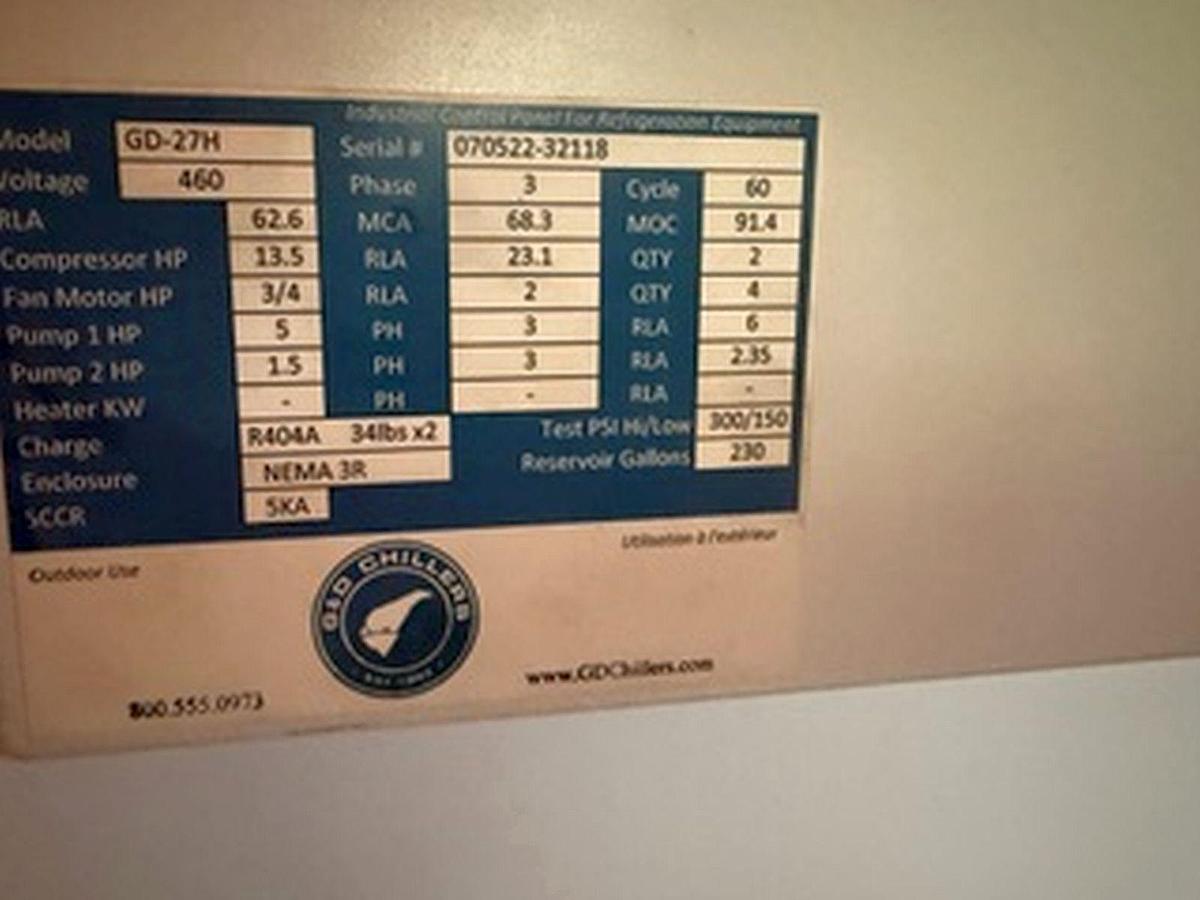 Industrial Control Panel For Refrigeration Equipment
Model GD-27H Serial # 070522-32118
Voltage 460 Phase 3 Cycle 60
RLA 62.6 MCA 68.3 MOC 91.4
Compressor HP 13.5 RLA 23.1 QTY 2
Fan Motor HP 3/4 RLA 2 QTY 4
Pump 1 HP 5 PH 3 RLA 6
Pump 2 HP 1.5 PH 3 RLA 2.35
Heater KW - PH - RLA -
Charge R404A 34lbs x2 Test PSI Hi/Low 300/150
Enclosure NEMA 3R Reservoir Gallons 230
SCCR 5KA
Outdoor Use Utilisation à l'extérieur
G&D CHILLERS
800.555.0973 www.GDChillers.com